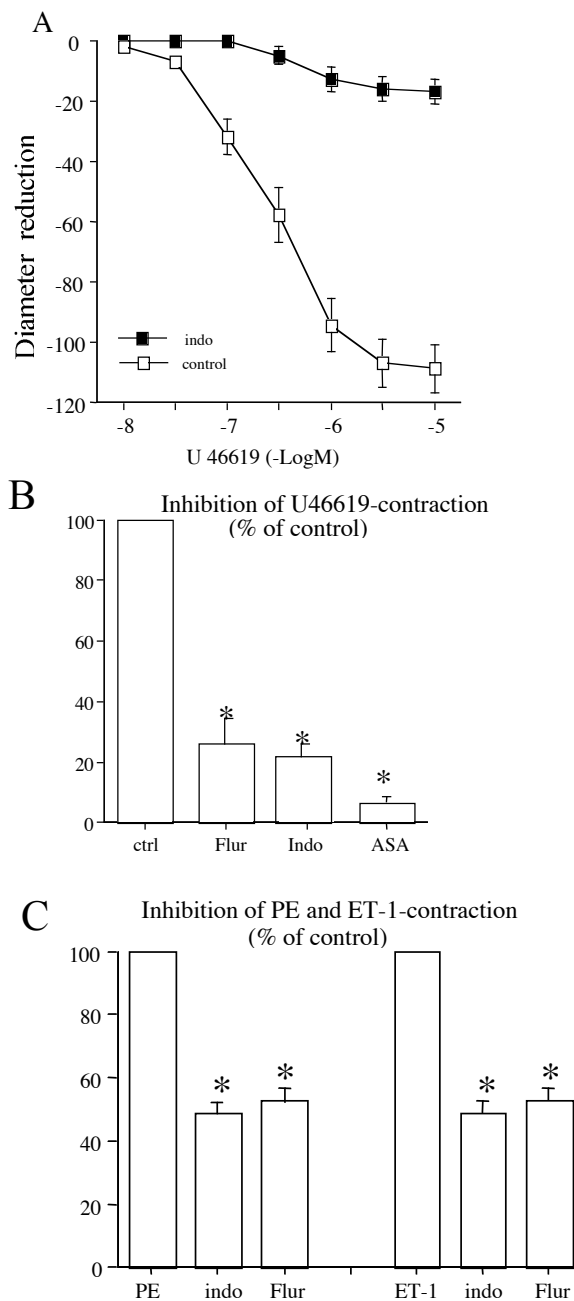 A
0
-20
-40
-60
-80
-100
-120
Diameter reduction
indo
control
-8 -7 -6 -5
U 46619 (-LogM)
B
Inhibition of U46619-contraction
(% of control)
100
80
60
40
20
0
* * *
ctrl Flur Indo ASA
C
Inhibition of PE and ET-1-contraction
(% of control)
100
80
60
40
20
0
* * * *
PE indo Flur ET-1 indo Flur